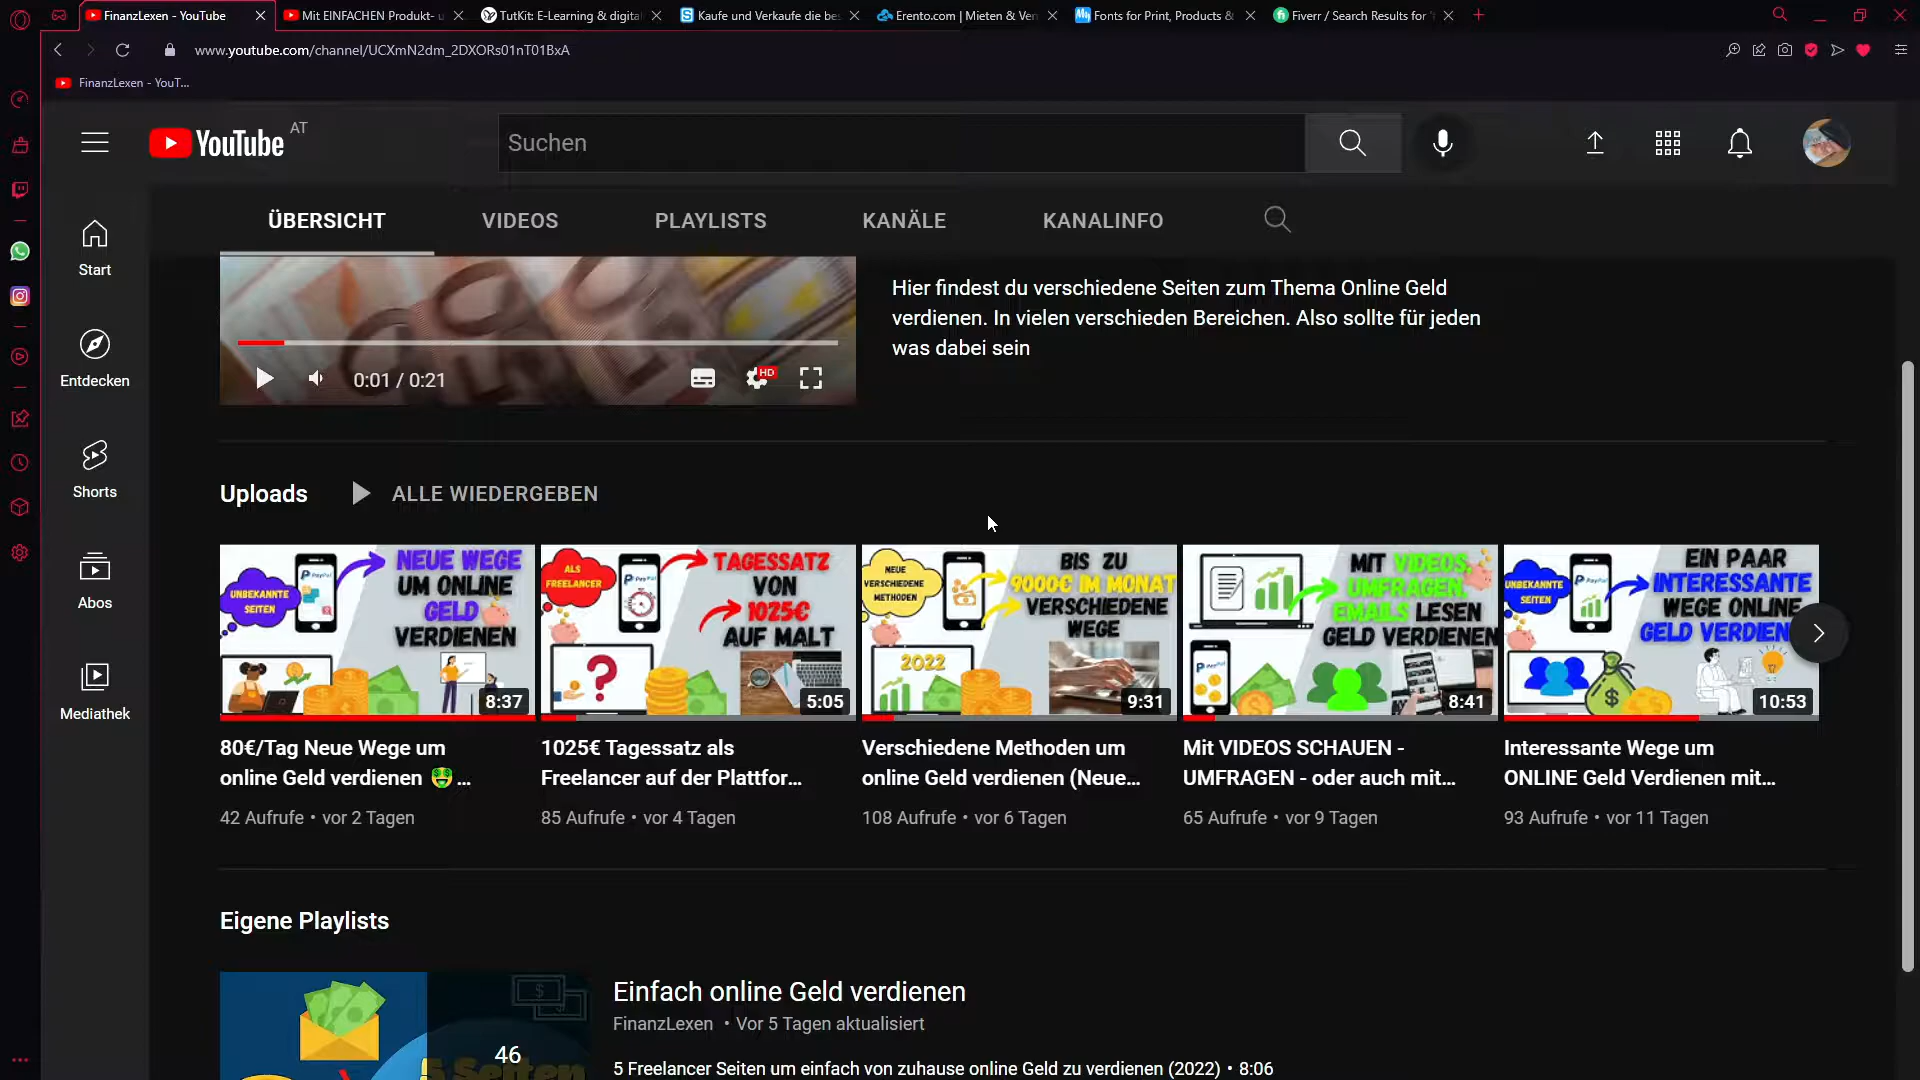 FinanzLexen - YouTube
Mit EINFACHEN Produkt- u
TutKit: E-Learning & digita
Kaufe und Verkaufe die be
Erento.com | Mieten & Ver
Fonts for Print, Products &
Fiverr / Search Results for
www.youtube.com/channel/UCXmN2dm_2DXORs01nT01BxA
FinanzLexen - YouT...
YouTube AT
Suchen
ÜBERSICHT
VIDEOS
PLAYLISTS
KANÄLE
KANALINFO
Start
Entdecken
Shorts
Abos
Mediathek
0:01 / 0:21
HD
Hier findest du verschiedene Seiten zum Thema Online Geld
verdienen. In vielen verschieden Bereichen. Also sollte für jeden
was dabei sein
Uploads
ALLE WIEDERGEBEN
UNBEKANNTE
SEITEN
PayPal
NEUE WEGE
UM ONLINE
GELD
VERDIENEN
8:37
80€/Tag Neue Wege um
online Geld verdienen 🤑 ...
42 Aufrufe • vor 2 Tagen
ALS
FREELANCER
PayPal
TAGESSATZ
VON
1025€
AUF MALT
?
5:05
1025€ Tagessatz als
Freelancer auf der Plattfor...
85 Aufrufe • vor 4 Tagen
NEUE
VERSCHIEDENE
METHODEN
BIS ZU
9000€ IM MONAT
VERSCHIEDENE
WEGE
2022
9:31
Verschiedene Methoden um
online Geld verdienen (Neue...
108 Aufrufe • vor 6 Tagen
MIT VIDEOS,
UMFRAGEN,
EMAILS LESEN
GELD VERDIENEN
PayPal
8:41
Mit VIDEOS SCHAUEN -
UMFRAGEN - oder auch mit...
65 Aufrufe • vor 9 Tagen
UNBEKANNTE
SEITEN
PayPal
EIN PAAR
INTERESSANTE
WEGE ONLINE
GELD VERDIEN
$
10:53
Interessante Wege um
ONLINE Geld Verdienen mit...
93 Aufrufe • vor 11 Tagen
Eigene Playlists
46
5 Seiten
Einfach online Geld verdienen
FinanzLexen • Vor 5 Tagen aktualisiert
5 Freelancer Seiten um einfach von zuhause online Geld zu verdienen (2022) • 8:06